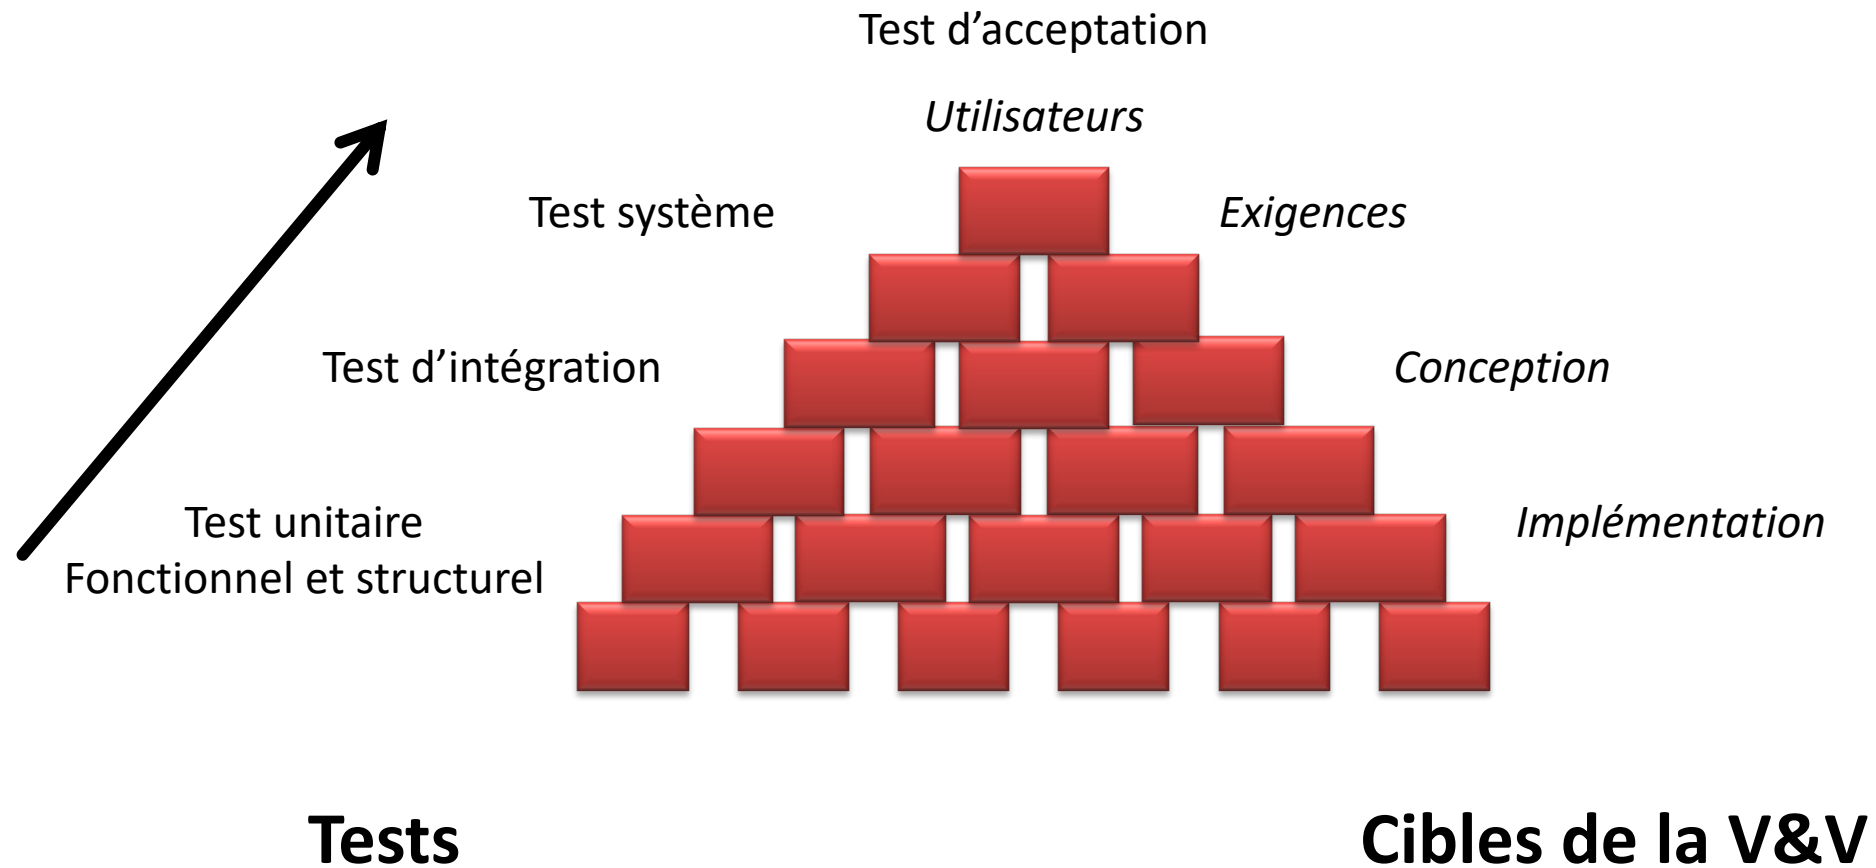 Test d’acceptation
Utilisateurs
Test système
Exigences
Test d’intégration
Conception
Test unitaire
Fonctionnel et structurel
Implémentation
Tests
Cibles de la V&V